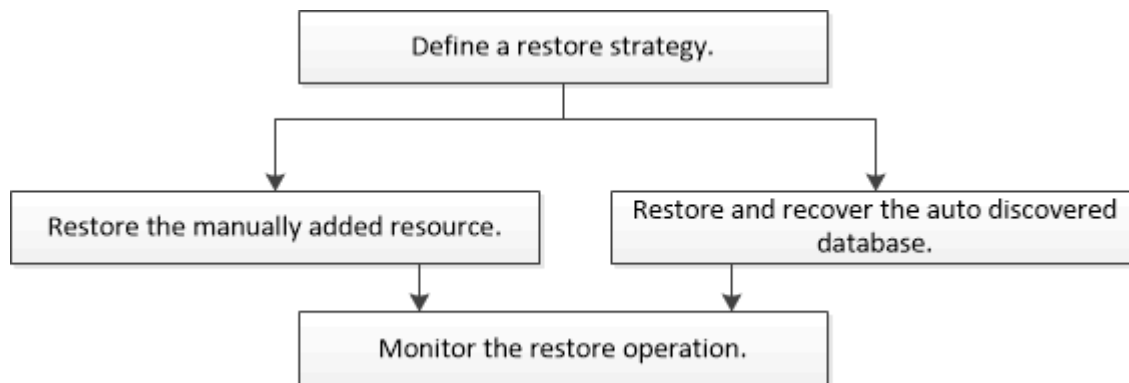 Define a restore strategy.
Restore the manually added resource.
Restore and recover the auto discovered
database.
Monitor the restore operation.